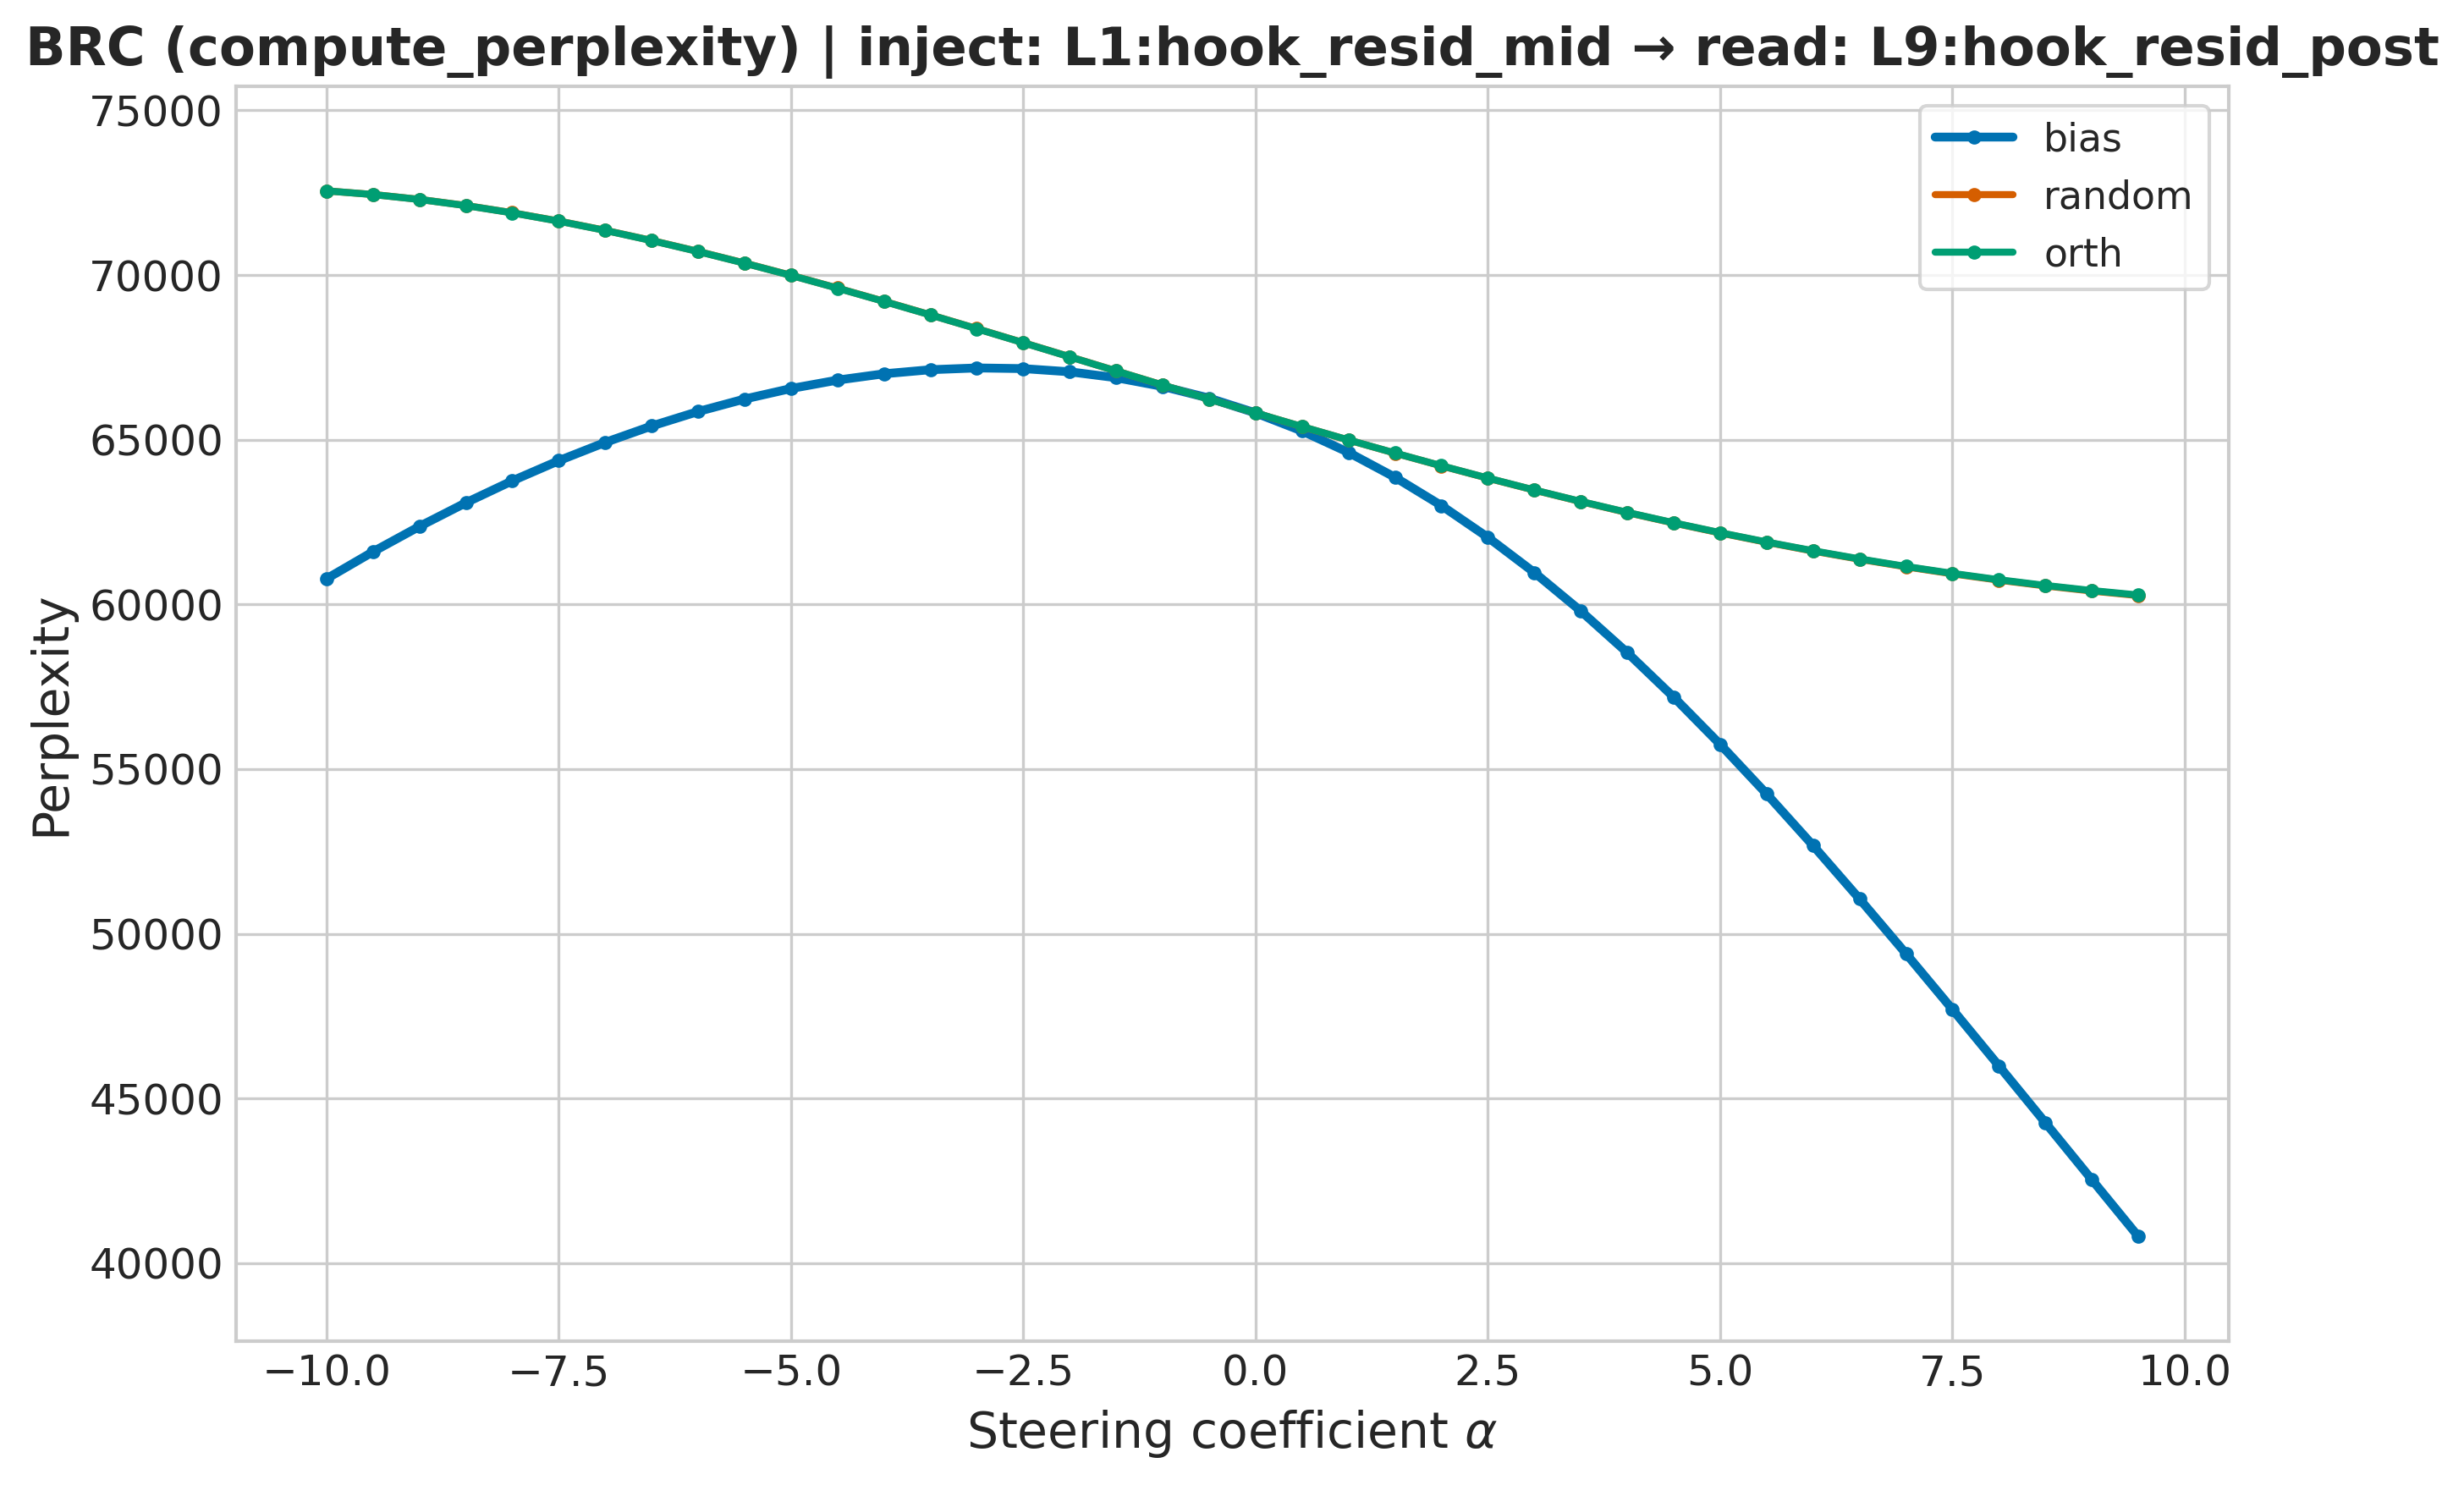 BRC (compute_perplexity) | inject: L1:hook_resid_mid → read: L9:hook_resid_post
75000
70000
65000
60000
55000
50000
45000
40000
Perplexity
bias
random
orth
−10.0
−7.5
−5.0
−2.5
0.0
2.5
5.0
7.5
10.0
Steering coefficient α